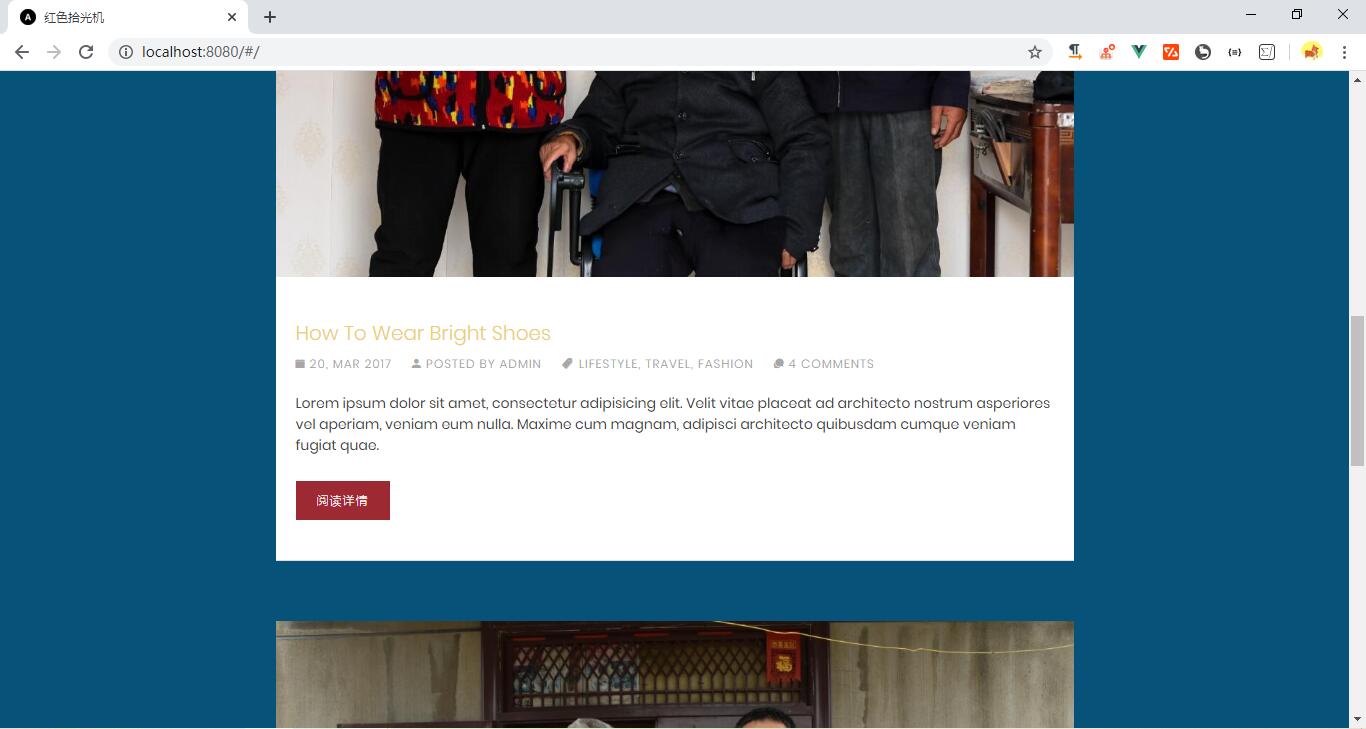 红色拾光机
localhost:8080/#/
How To Wear Bright Shoes
20, MAR 2017 POSTED BY ADMIN LIFESTYLE, TRAVEL, FASHION 4 COMMENTS
Lorem ipsum dolor sit amet, consectetur adipisicing elit. Velit vitae placeat ad architecto nostrum asperiores
vel aperiam, veniam eum nulla. Maxime cum magnam, adipisci architecto quibusdam cumque veniam
fugiat quae.
阅读详情
福